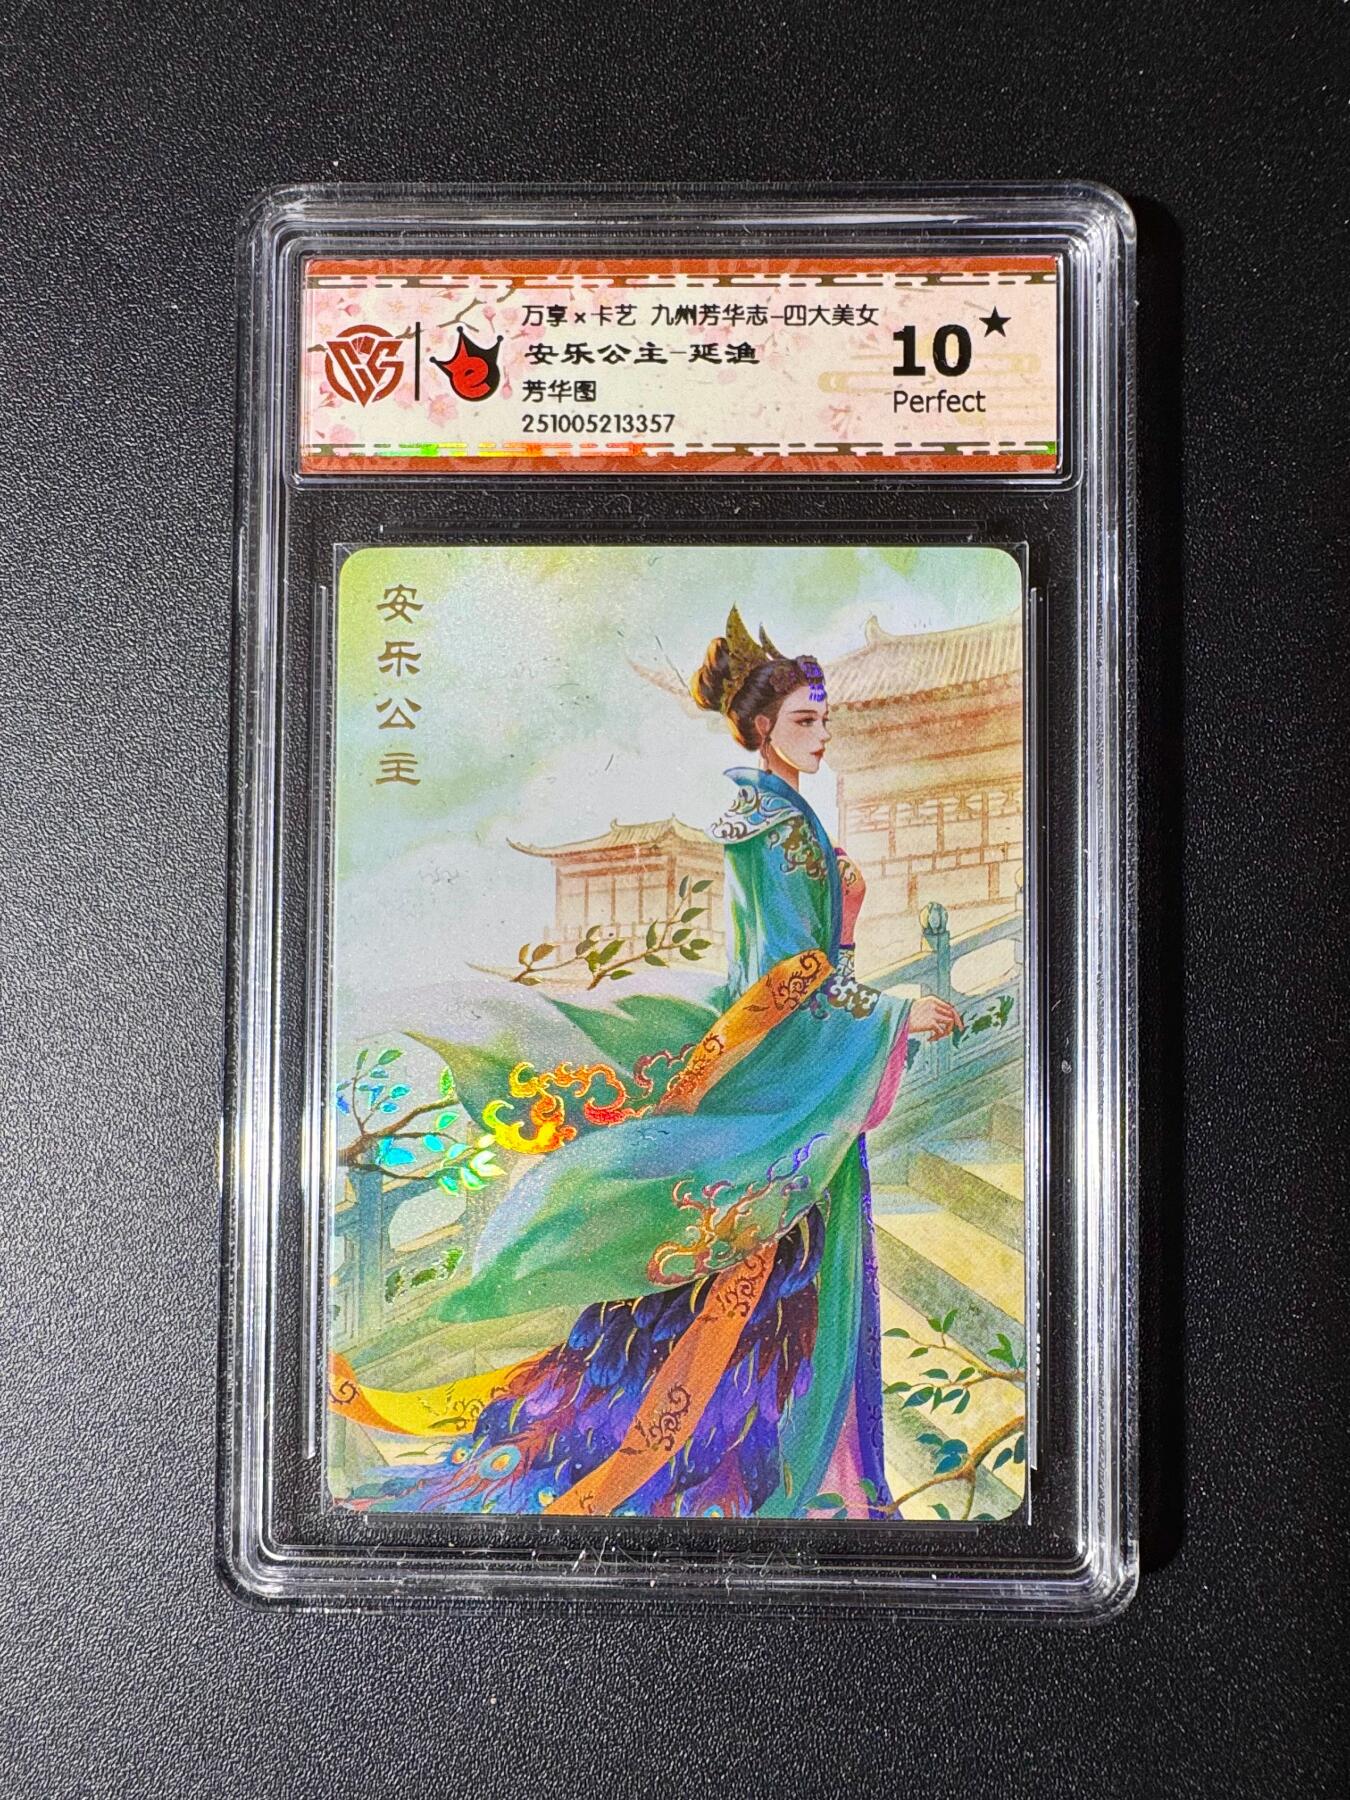 万享×卡艺 九州芳华志-四大美女
安乐公主-延渔
芳华图
251005213357
10★
Perfect
安乐公主